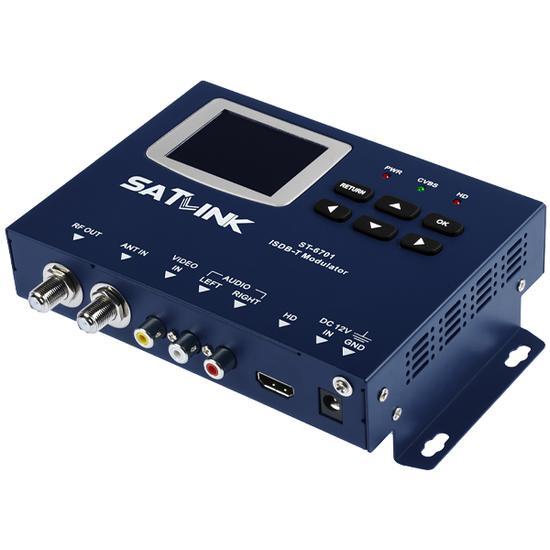 PWR
CVBS
HD
RETURN
OK
SATLINK
ST-6701
ISDB-T Modulator
RF OUT
ANT IN
VIDEO
IN
AUDIO
LEFT
RIGHT
HD
DC 12V
IN
GND